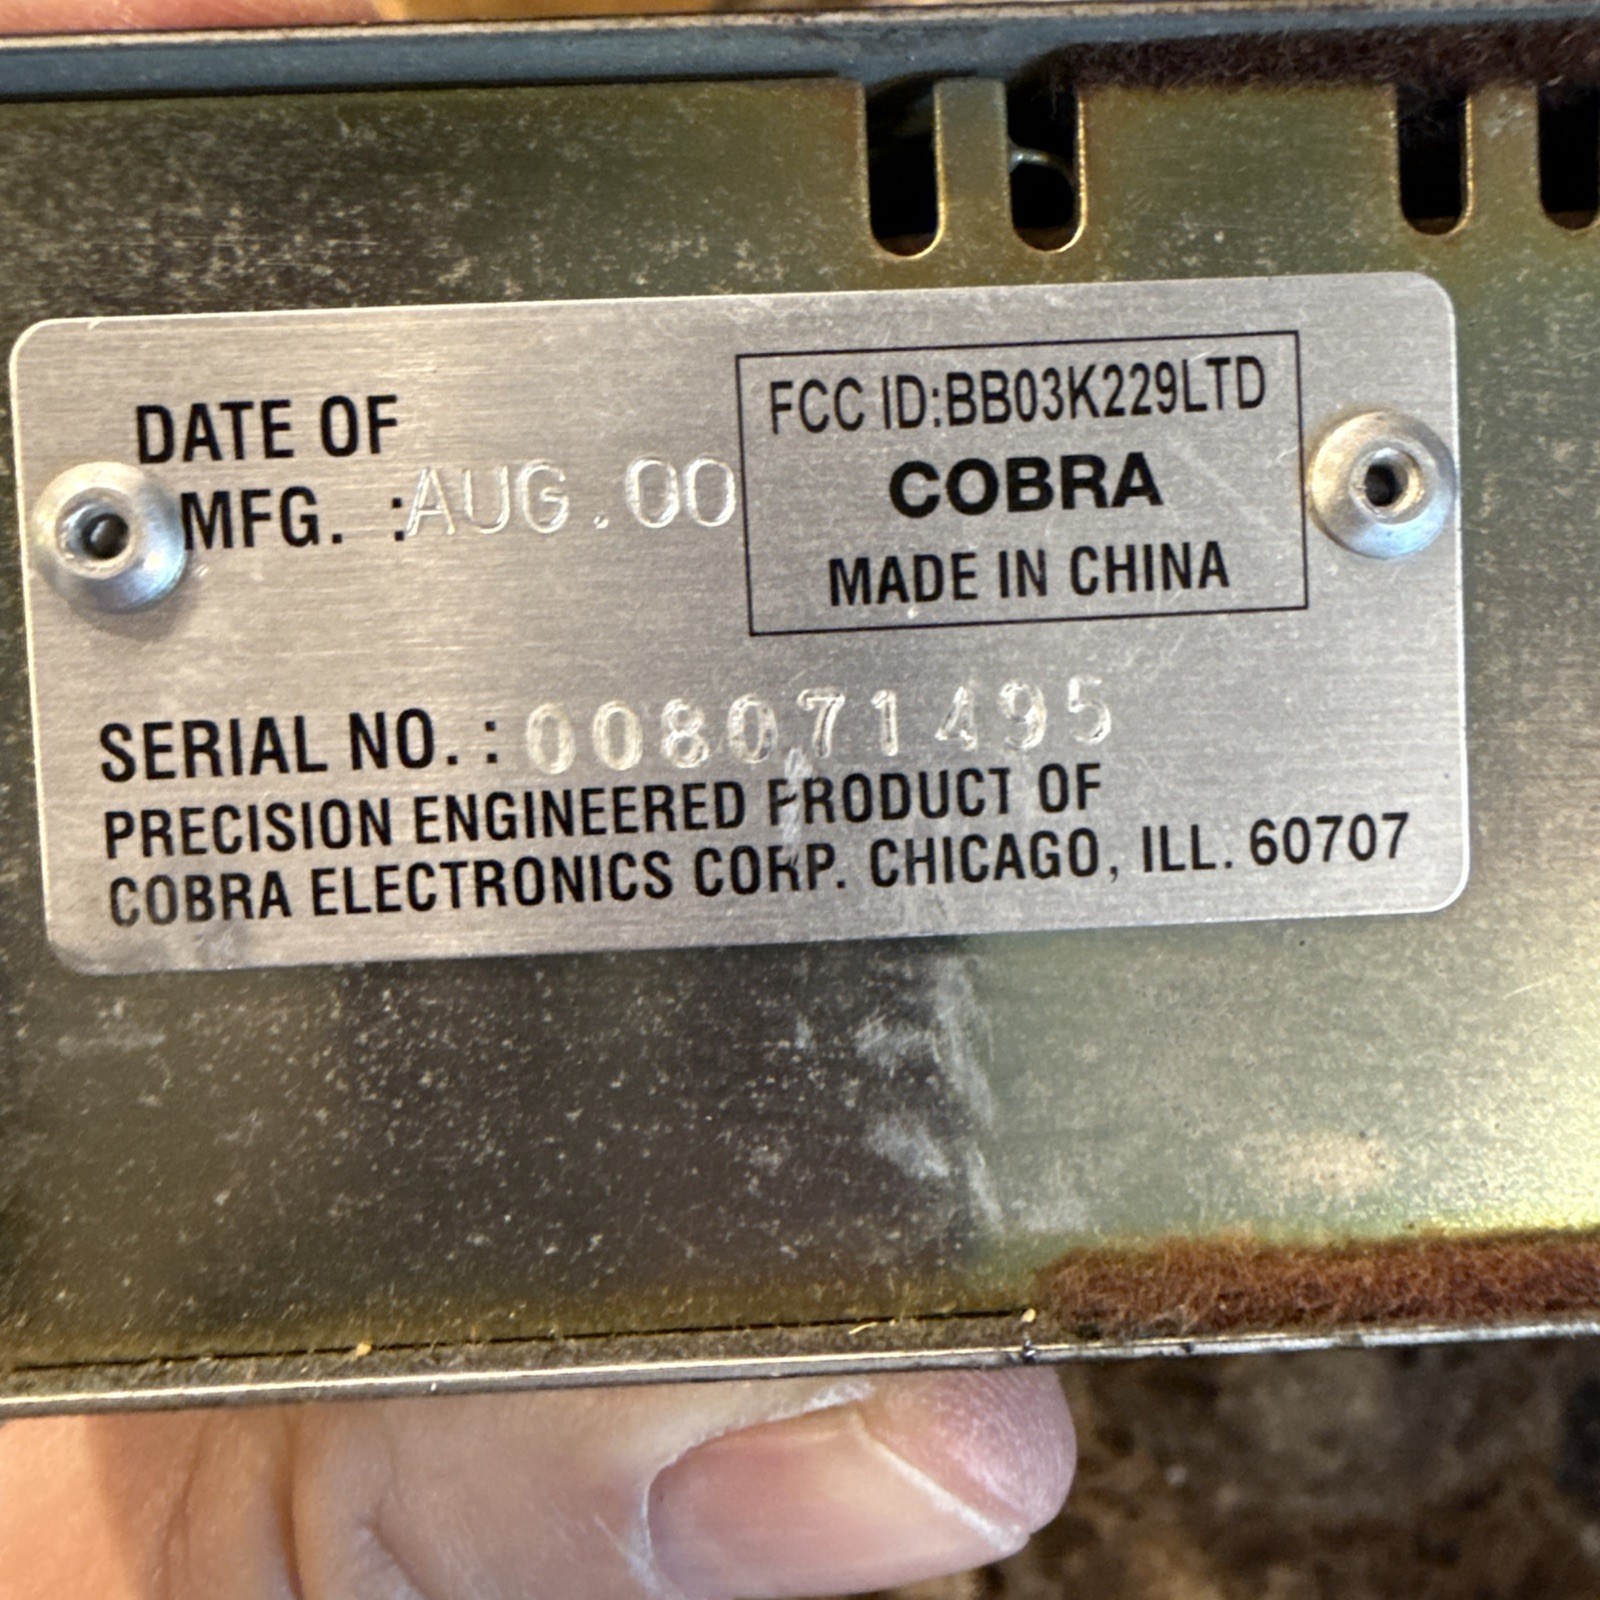 DATE OF
MFG. :AUG.00
FCC ID:BB03K229LTD
COBRA
MADE IN CHINA
SERIAL NO. : 008071495
PRECISION ENGINEERED PRODUCT OF
COBRA ELECTRONICS CORP. CHICAGO, ILL. 60707